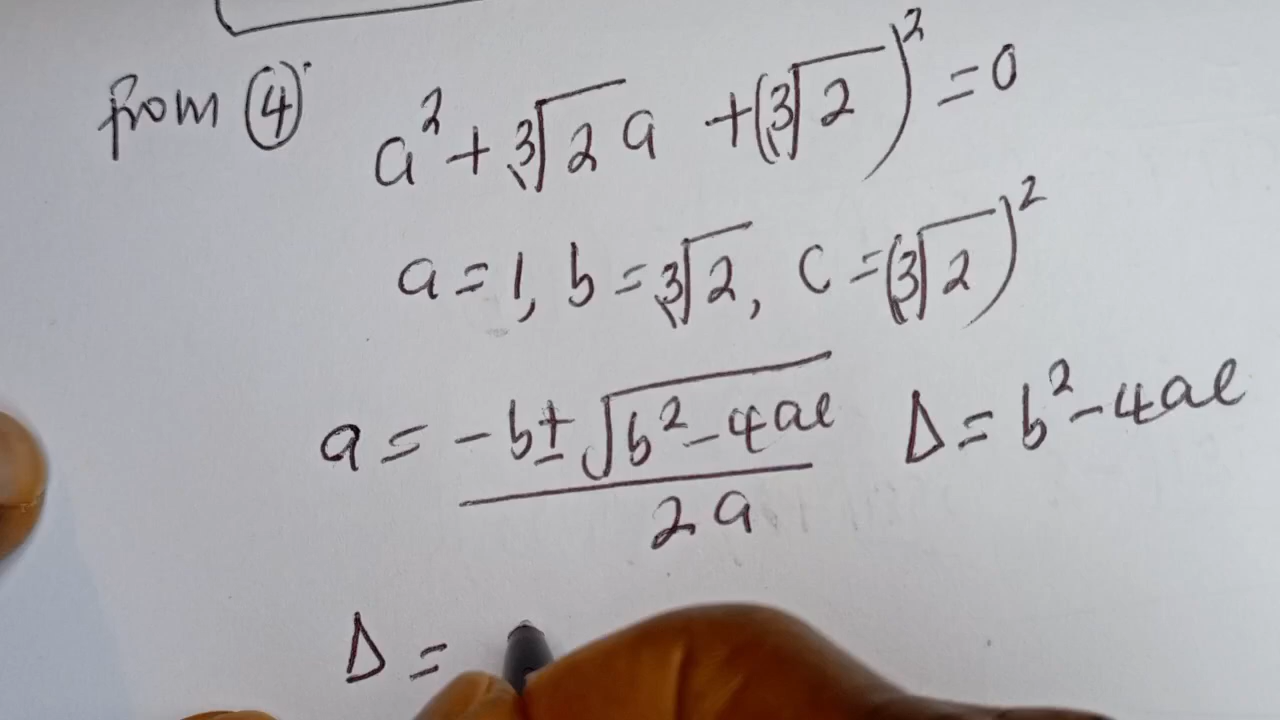 from ④ a² + ∛2 a + (∛2)² = 0
a = 1, b = ∛2, c = (∛2)²
a = (-b ± √(b² - 4ac)) / 2a Δ = b² - 4ac
Δ =